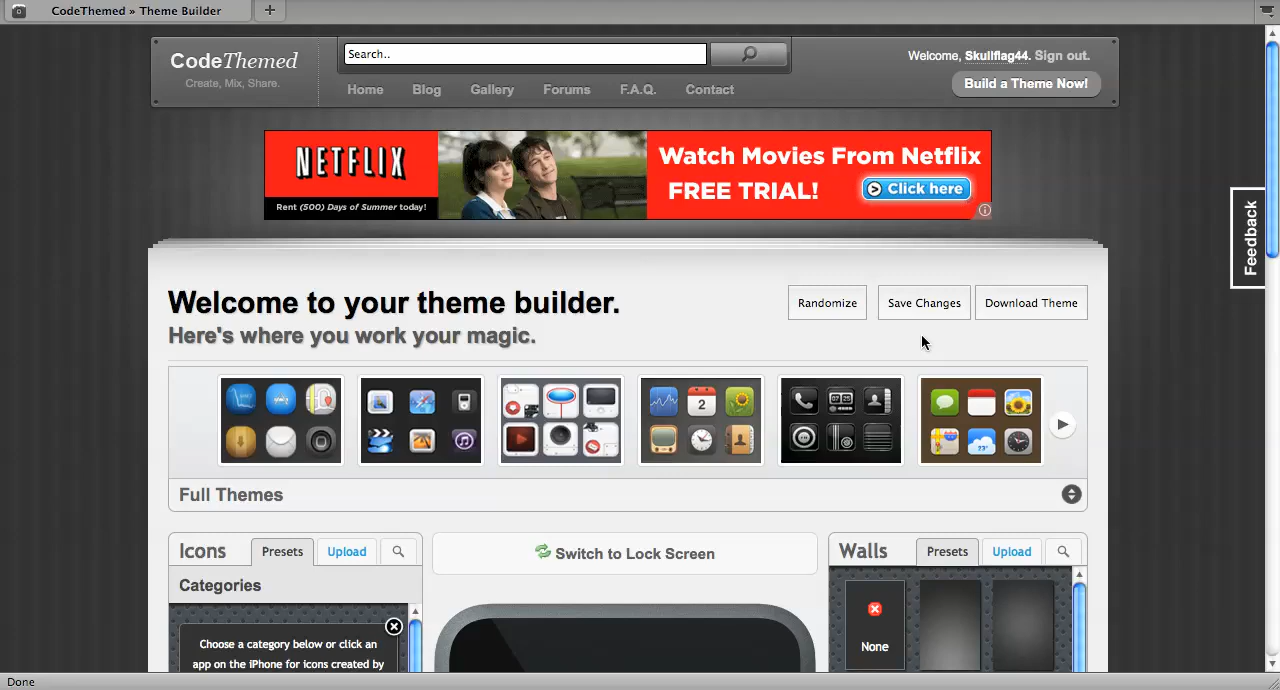 CodeThemed » Theme Builder
+
CodeThemed
Create, Mix, Share.
Search..
Welcome, Skullflag44. Sign out.
Build a Theme Now!
Home Blog Gallery Forums F.A.Q. Contact
NETFLIX
Rent (500) Days of Summer today!
Watch Movies From Netflix
FREE TRIAL!
Click here
Feedback
Welcome to your theme builder.
Here's where you work your magic.
Randomize Save Changes Download Theme
2
07:25
23°
Full Themes
Icons Presets Upload
Categories
Choose a category below or click an
app on the iPhone for icons created by
Switch to Lock Screen
Walls Presets Upload
None
Done